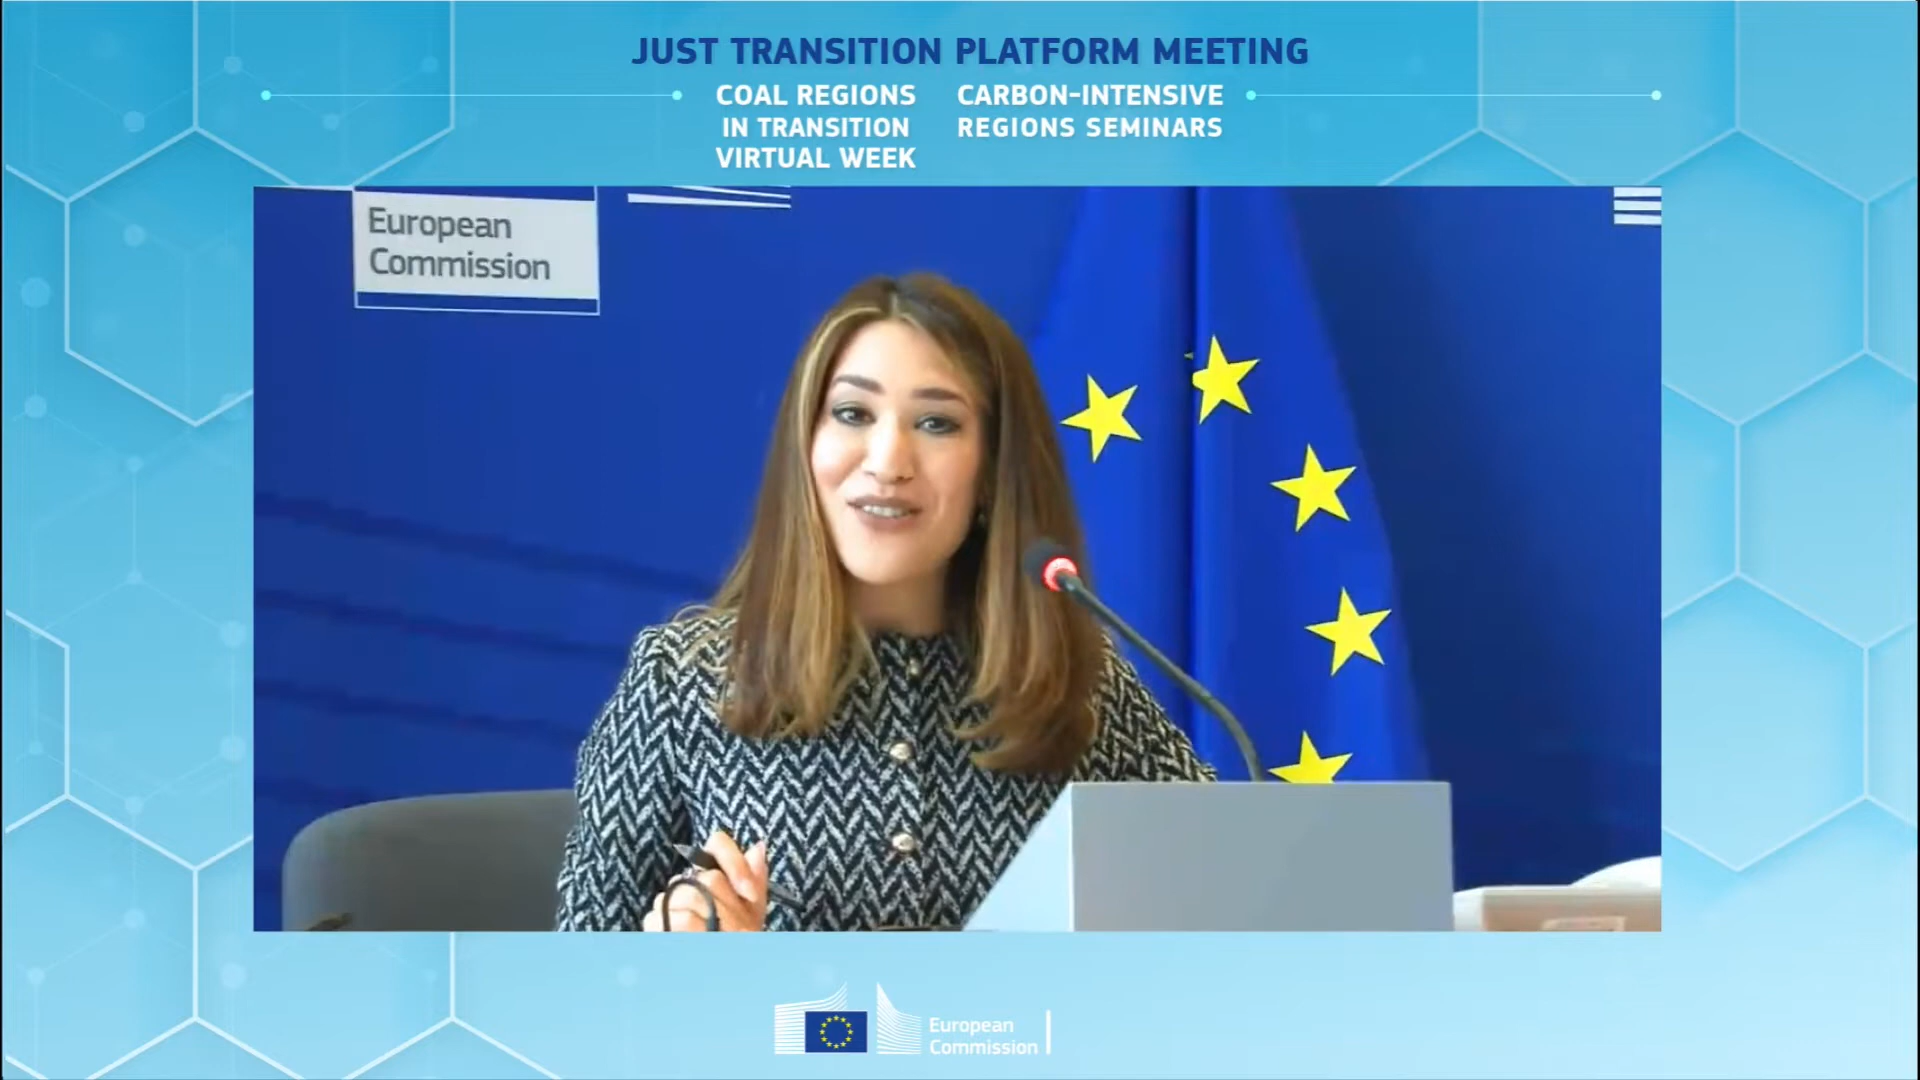 JUST TRANSITION PLATFORM MEETING
COAL REGIONS
IN TRANSITION
VIRTUAL WEEK
CARBON-INTENSIVE
REGIONS SEMINARS
European
Commission
European
Commission